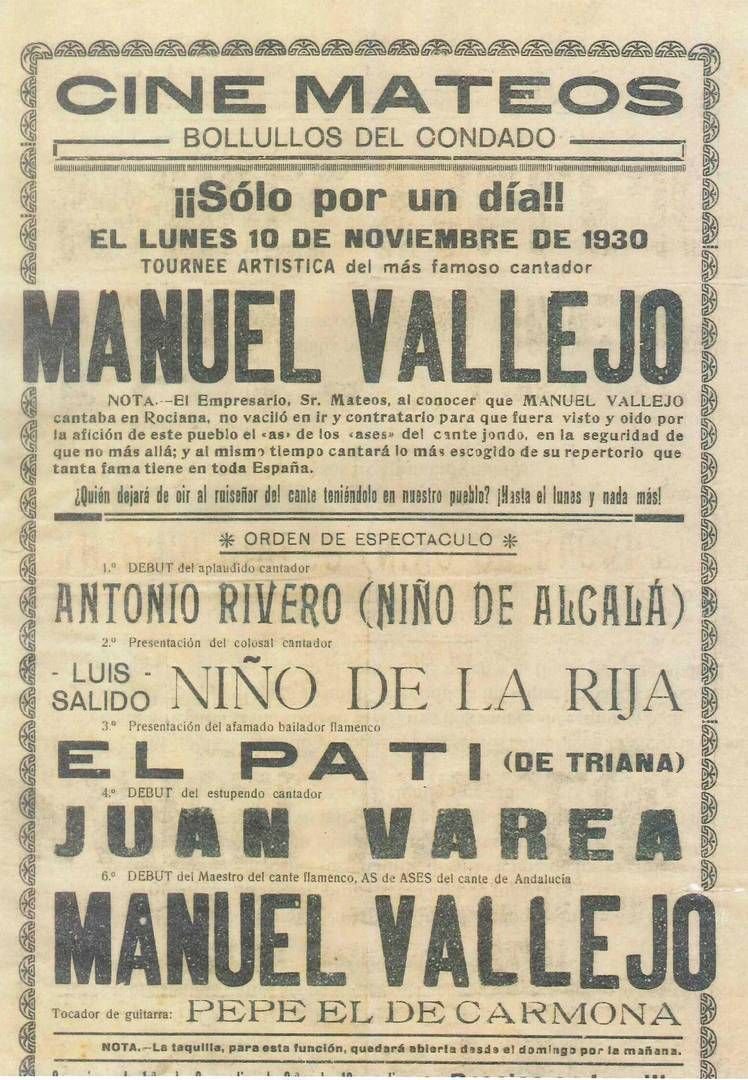 CINE MATEOS
BOLLULLOS DEL CONDADO
¡¡Sólo por un día!!
EL LUNES 10 DE NOVIEMBRE DE 1930
TOURNEE ARTISTICA del más famoso cantador
MANUEL VALLEJO
NOTA.-El Empresario, Sr. Mateos, al conocer que MANUEL VALLEJO
cantaba en Rociana, no vaciló en ir y contratarlo para que fuera visto y oido por
la afición de este pueblo el «as» de los «ases» del cante jondo, en la seguridad de
que no más allá; y al mismo tiempo cantará lo más escogido de su repertorio que
tanta fama tiene en toda España.
¿Quién dejará de oir al ruiseñor del cante teniéndolo en nuestro pueblo? ¡Hasta el lunes y nada más!
ORDEN DE ESPECTACULO
1.º DEBUT del aplaudido cantador
ANTONIO RIVERO (NIÑO DE ALCALÁ)
2.º Presentación del colosal cantador
- LUIS -
SALIDO NIÑO DE LA RIJA
3.º Presentación del afamado bailador flamenco
EL PATI (DE TRIANA)
4.º DEBUT del estupendo cantador
JUAN VAREA
6.º DEBUT del Maestro del cante flamenco, AS de ASES del cante de Andalucía
MANUEL VALLEJO
Tocador de guitarra: PEPE EL DE CARMONA
NOTA.—La taquilla, para esta función, quedará abierta desde el domingo por la mañana.